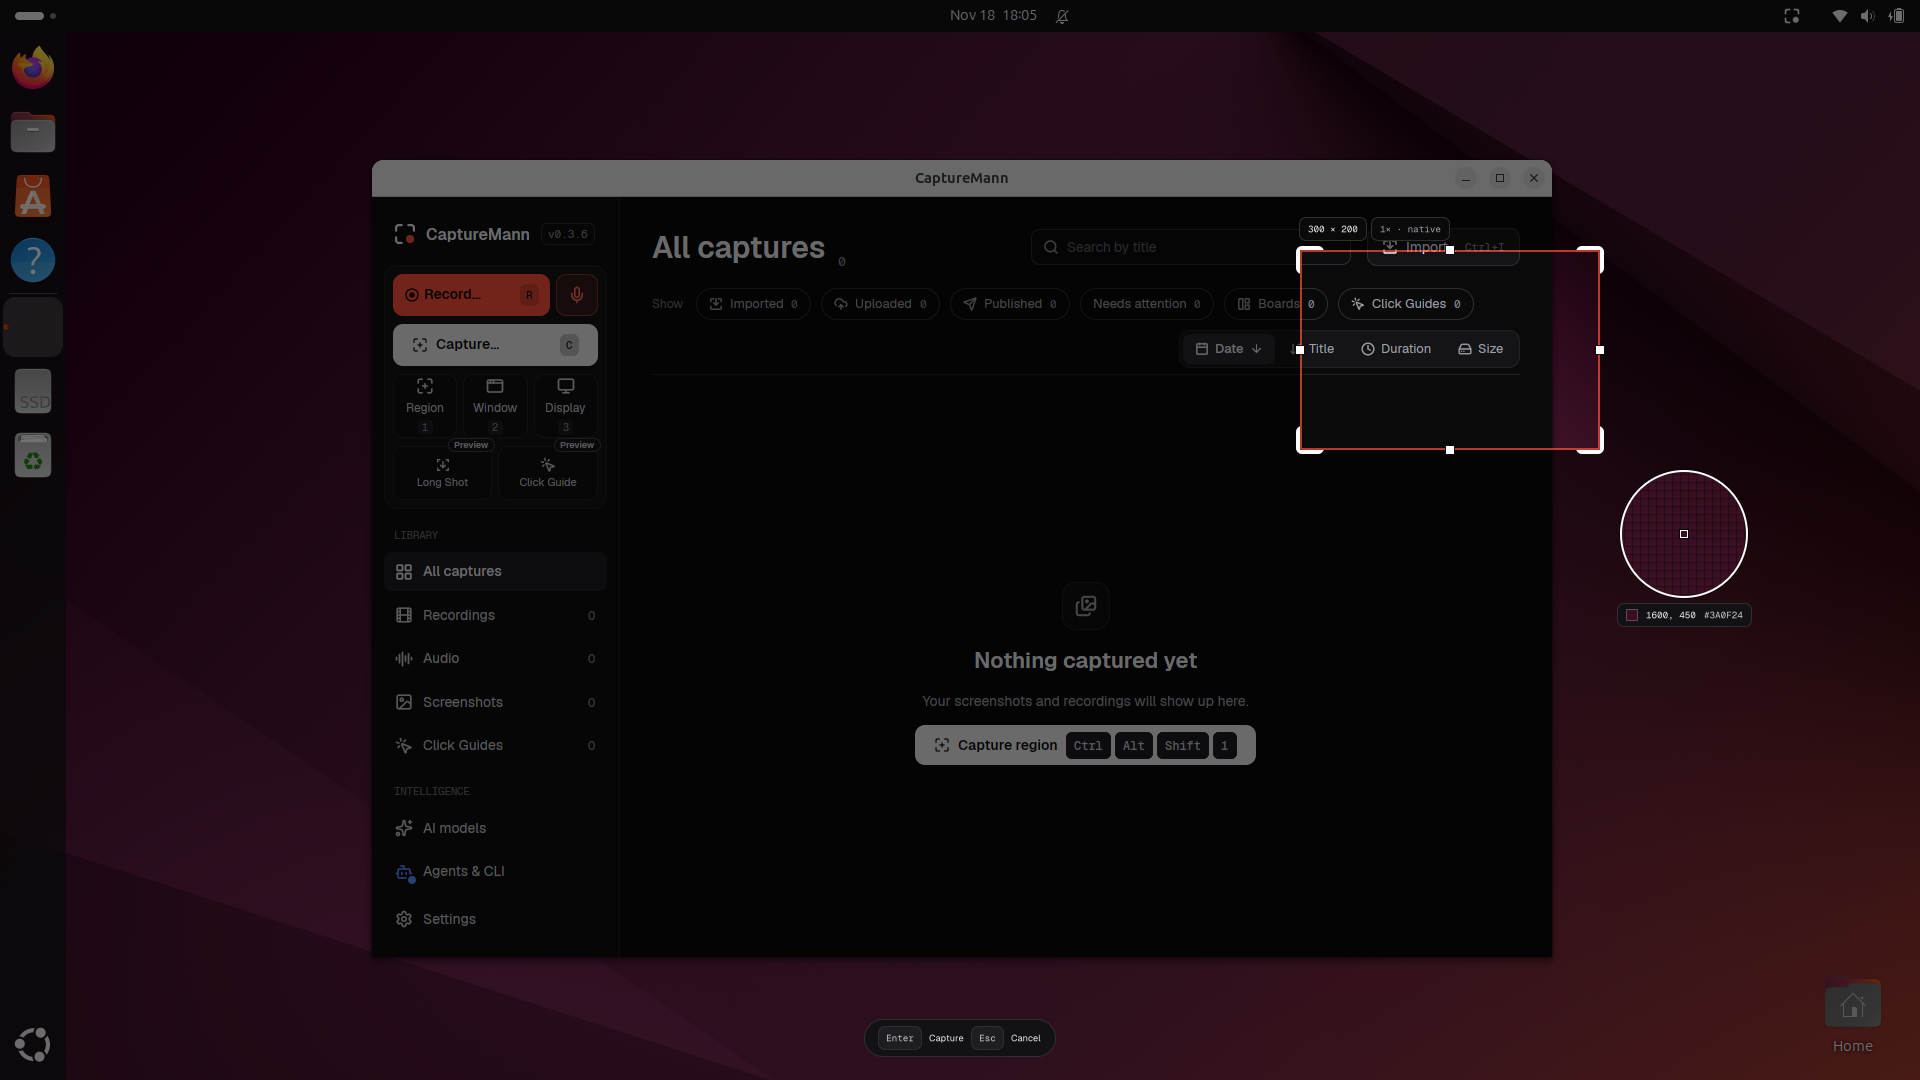 Nov 18 18:05
CaptureMann
CaptureMann v0.3.6
Record... R
Capture... C
Region
1
Window
2
Display
3
Preview
Long Shot
Preview
Click Guide
LIBRARY
All captures
Recordings 0
Audio 0
Screenshots 0
Click Guides 0
INTELLIGENCE
AI models
Agents & CLI
Settings
All captures 0
Search by title
300 × 200
1× · native
Import Ctrl+I
Show
Imported 0
Uploaded 0
Published 0
Needs attention 0
Boards 0
Click Guides 0
Date
Title
Duration
Size
Nothing captured yet
Your screenshots and recordings will show up here.
Capture region Ctrl Alt Shift 1
1600, 450 #3A0F24
Enter Capture Esc Cancel
SSD
Home